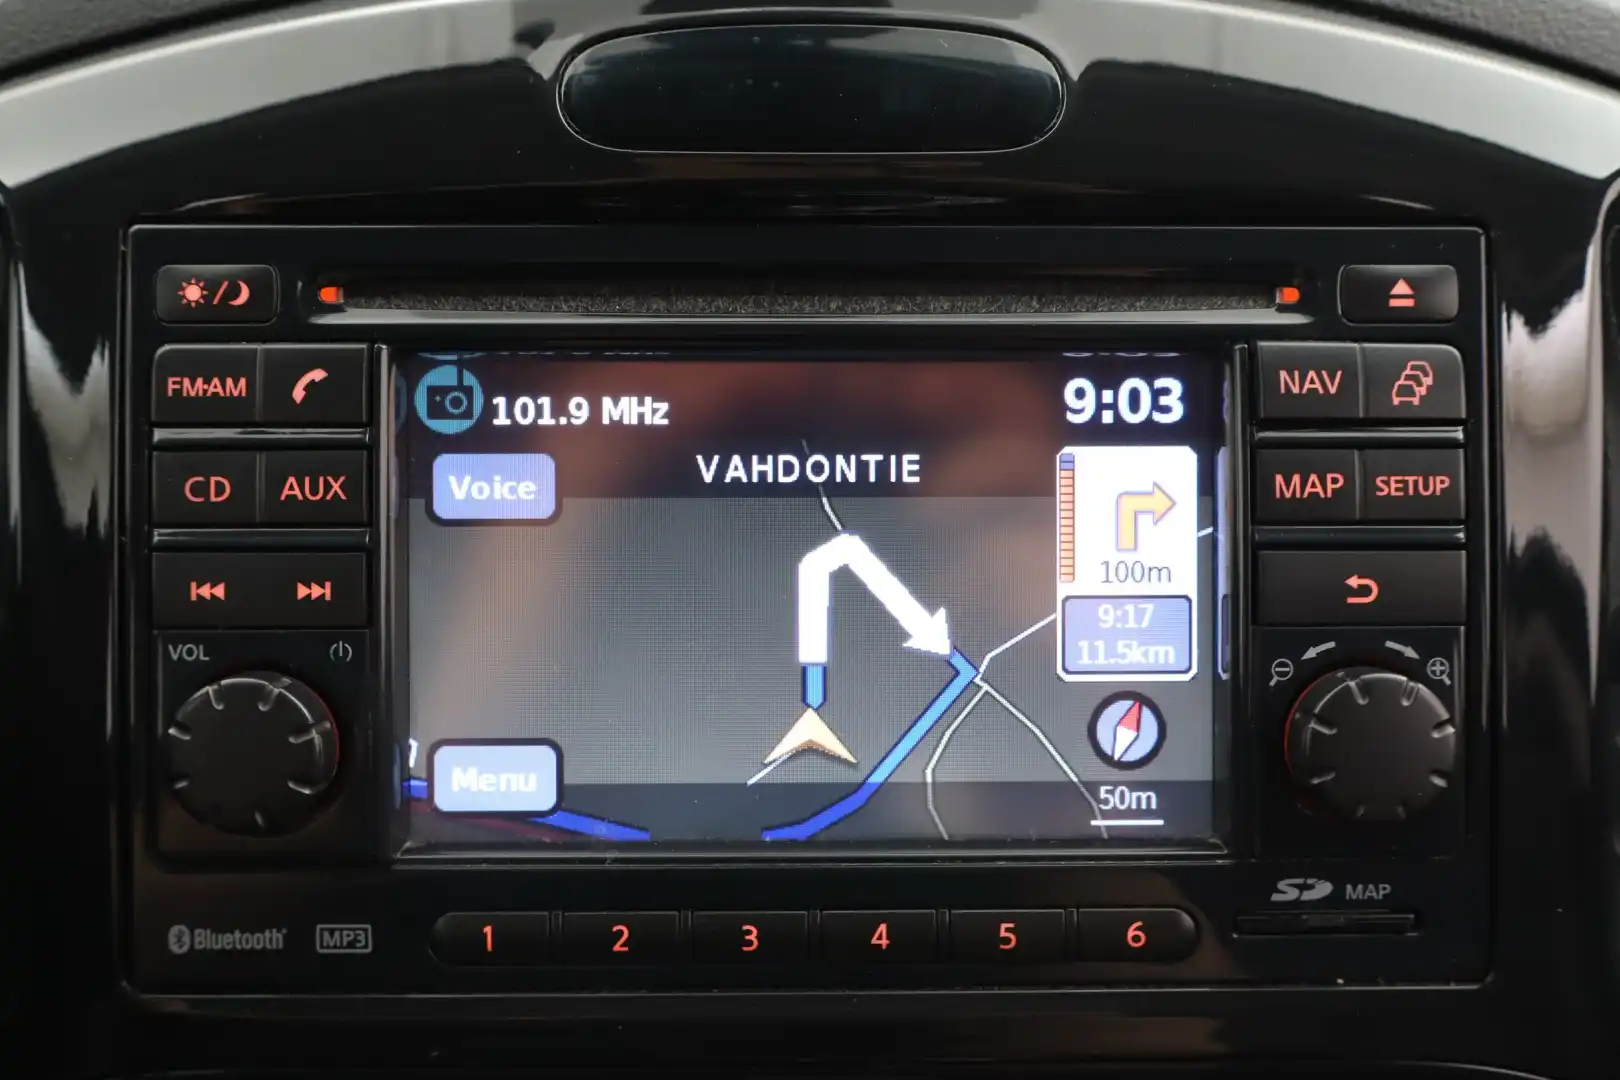 FM·AM
CD
AUX
VOL
101.9 MHz
9:03
VAHDONTIE
Voice
100m
9:17
11.5km
Menu
50m
NAV
MAP
SETUP
SD MAP
Bluetooth
MP3
1 2 3 4 5 6